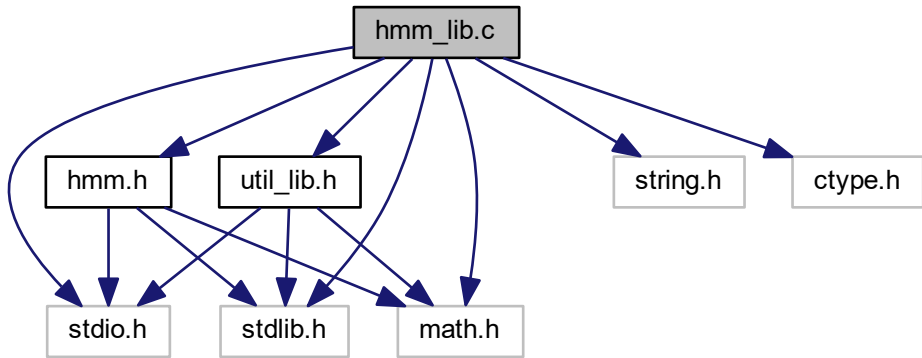 hmm_lib.c
hmm.h
util_lib.h
string.h
ctype.h
stdio.h
stdlib.h
math.h